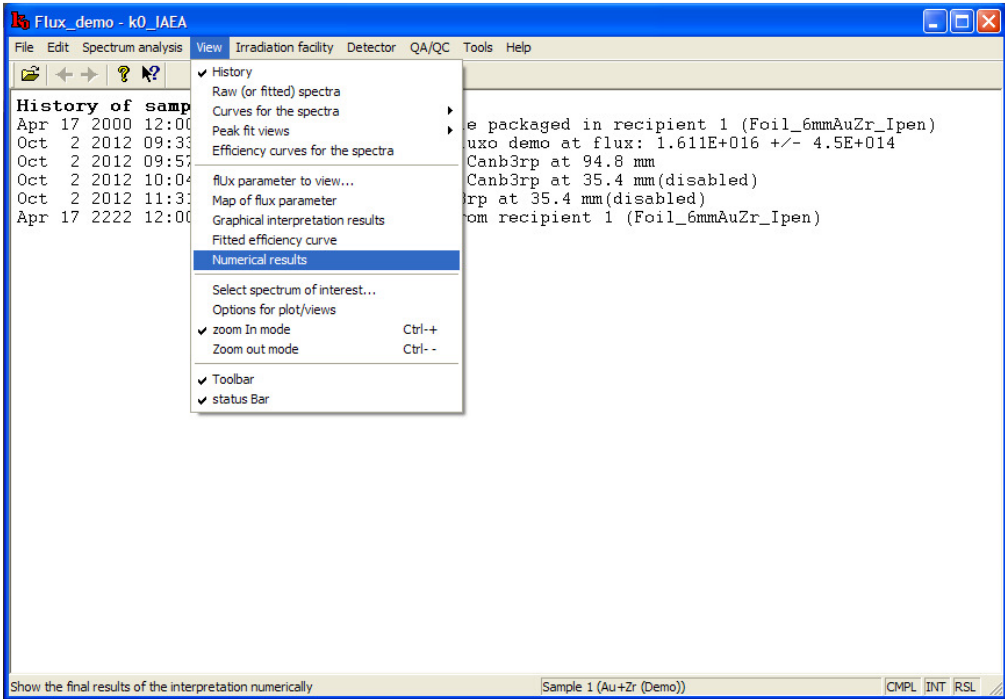 Flux_demo - k0_IAEA
File Edit Spectrum analysis View Irradiation facility Detector QA/QC Tools Help
History of samp
Apr 17 2000 12:00 e packaged in recipient 1 (Foil_6mmAuZr_Ipen)
Oct 2 2012 09:33 uxo demo at flux: 1.611E+016 +/- 4.5E+014
Oct 2 2012 09:57 Canb3rp at 94.8 mm
Oct 2 2012 10:04 Canb3rp at 35.4 mm(disabled)
Oct 2 2012 11:31 3rp at 35.4 mm(disabled)
Apr 17 2222 12:00 om recipient 1 (Foil_6mmAuZr_Ipen)
History
Raw (or fitted) spectra
Curves for the spectra
Peak fit views
Efficiency curves for the spectra
flUx parameter to view...
Map of flux parameter
Graphical interpretation results
Fitted efficiency curve
Numerical results
Select spectrum of interest...
Options for plot/views
zoom In mode Ctrl-+
Zoom out mode Ctrl--
Toolbar
status Bar
Show the final results of the interpretation numerically Sample 1 (Au+Zr (Demo)) CMPL INT RSL